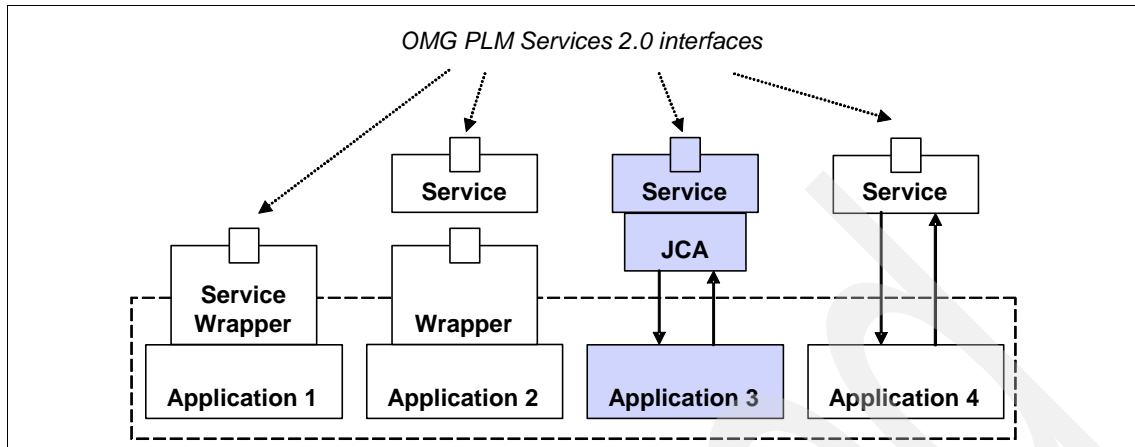 OMG PLM Services 2.0 interfaces
Service
Service
Service
JCA
Service
Wrapper
Wrapper
Application 1
Application 2
Application 3
Application 4